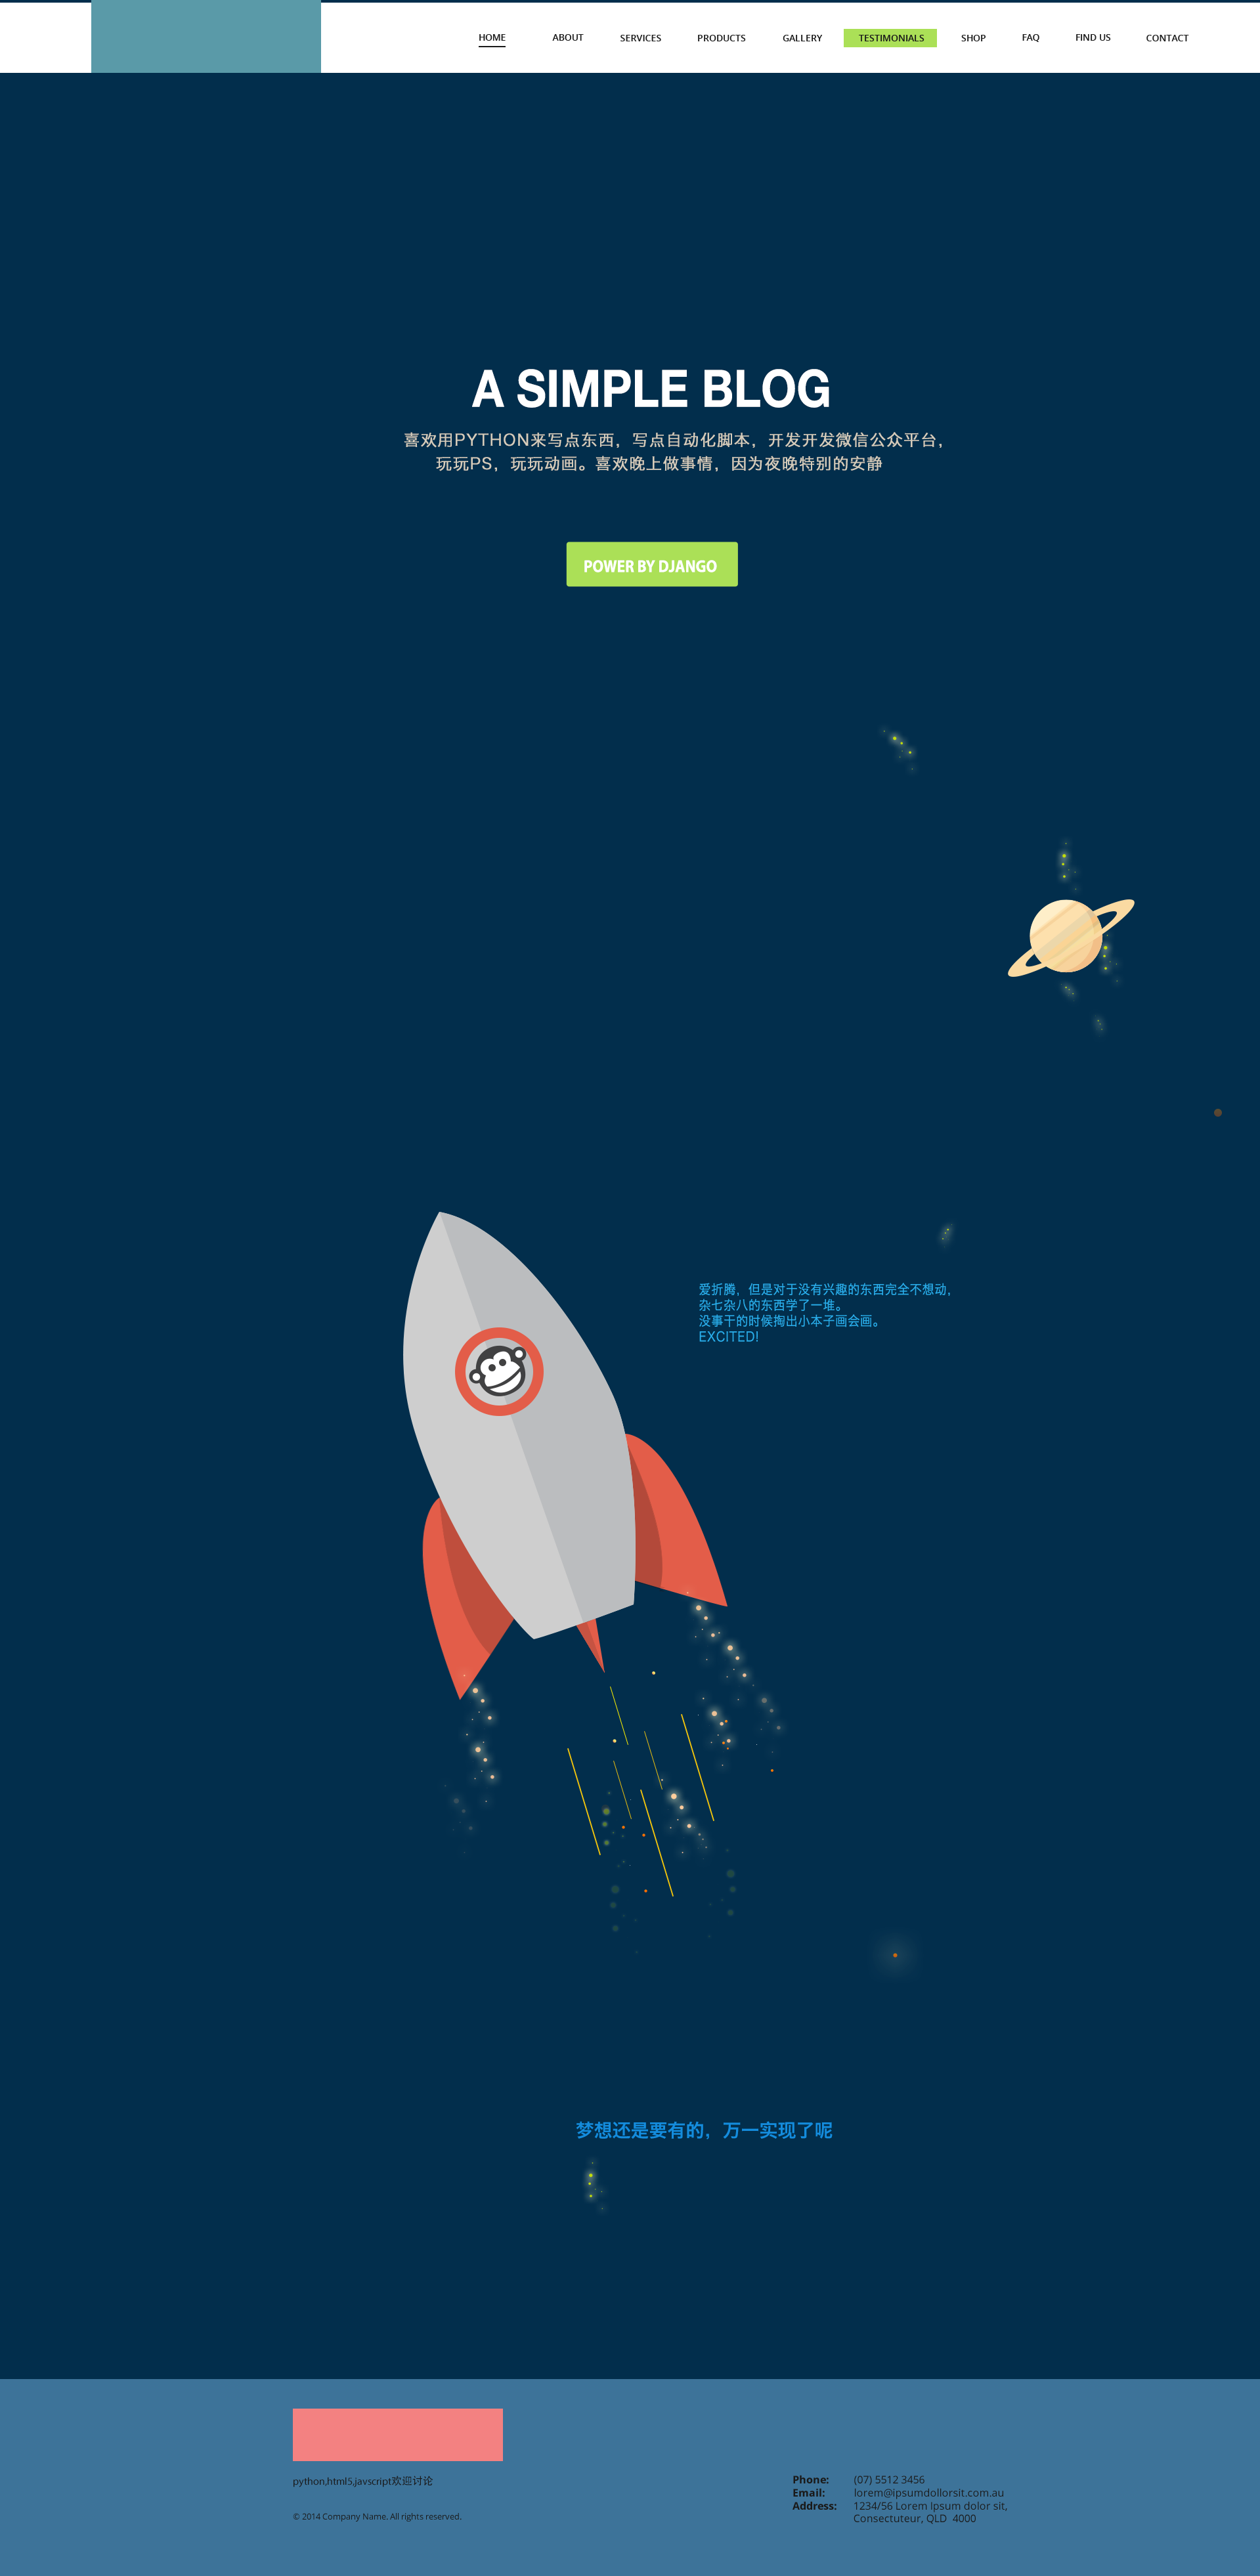 HOME ABOUT SERVICES PRODUCTS GALLERY TESTIMONIALS SHOP FAQ FIND US CONTACT
A SIMPLE BLOG
喜欢用PYTHON来写点东西，写点自动化脚本，开发开发微信公众平台，
玩玩PS，玩玩动画。喜欢晚上做事情，因为夜晚特别的安静
POWER BY DJANGO
爱折腾，但是对于没有兴趣的东西完全不想动，
杂七杂八的东西学了一堆。
没事干的时候掏出小本子画会画。
EXCITED!
梦想还是要有的，万一实现了呢
python,html5,javscript欢迎讨论
© 2014 Company Name. All rights reserved.
Phone: (07) 5512 3456
Email: lorem@ipsumdollorsit.com.au
Address: 1234/56 Lorem Ipsum dolor sit,
Consectuteur, QLD 4000